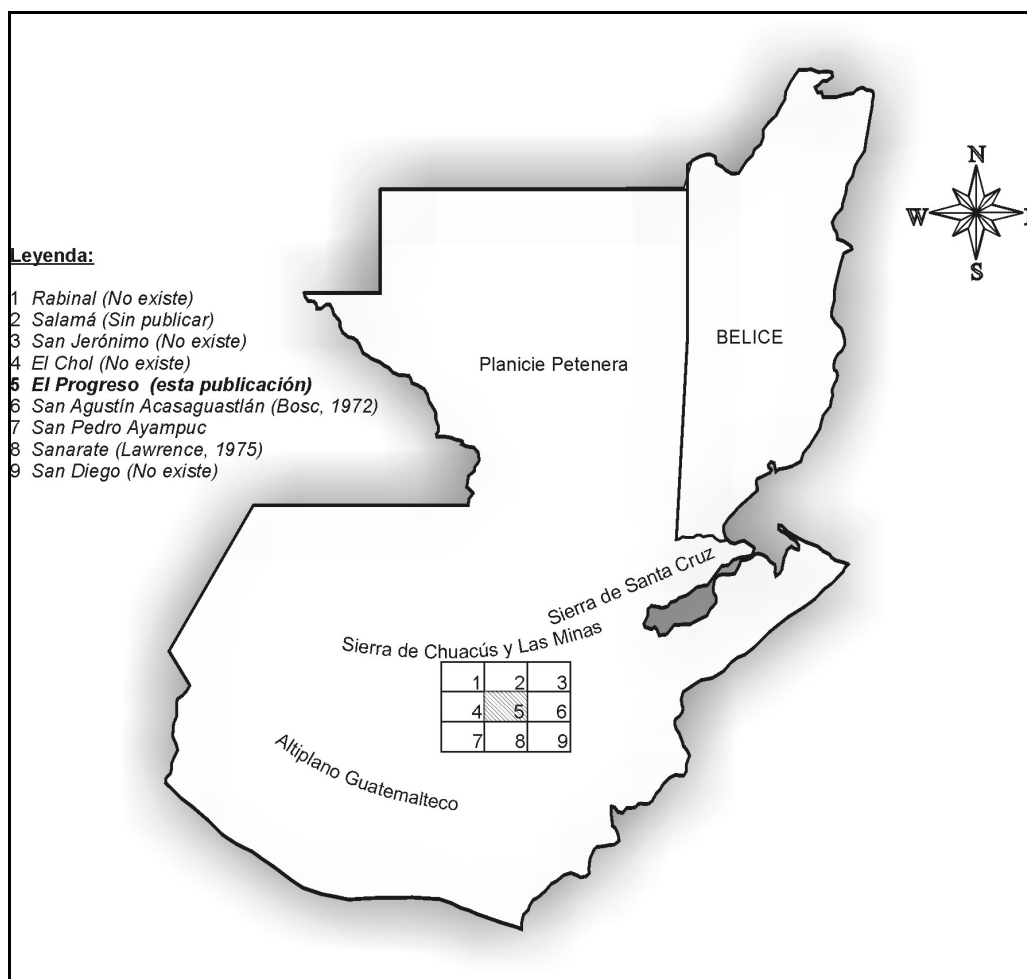 N
W
S
Leyenda:
1 Rabinal (No existe)
2 Salamá (Sin publicar)
3 San Jerónimo (No existe)
4 El Chol (No existe)
5 El Progreso (esta publicación)
6 San Agustín Acasaguastlán (Bosc, 1972)
7 San Pedro Ayampuc
8 Sanarate (Lawrence, 1975)
9 San Diego (No existe)
BELICE
Planicie Petenera
Sierra de Santa Cruz
Sierra de Chuacús y Las Minas
1 2 3
4 5 6
7 8 9
Altiplano Guatemalteco